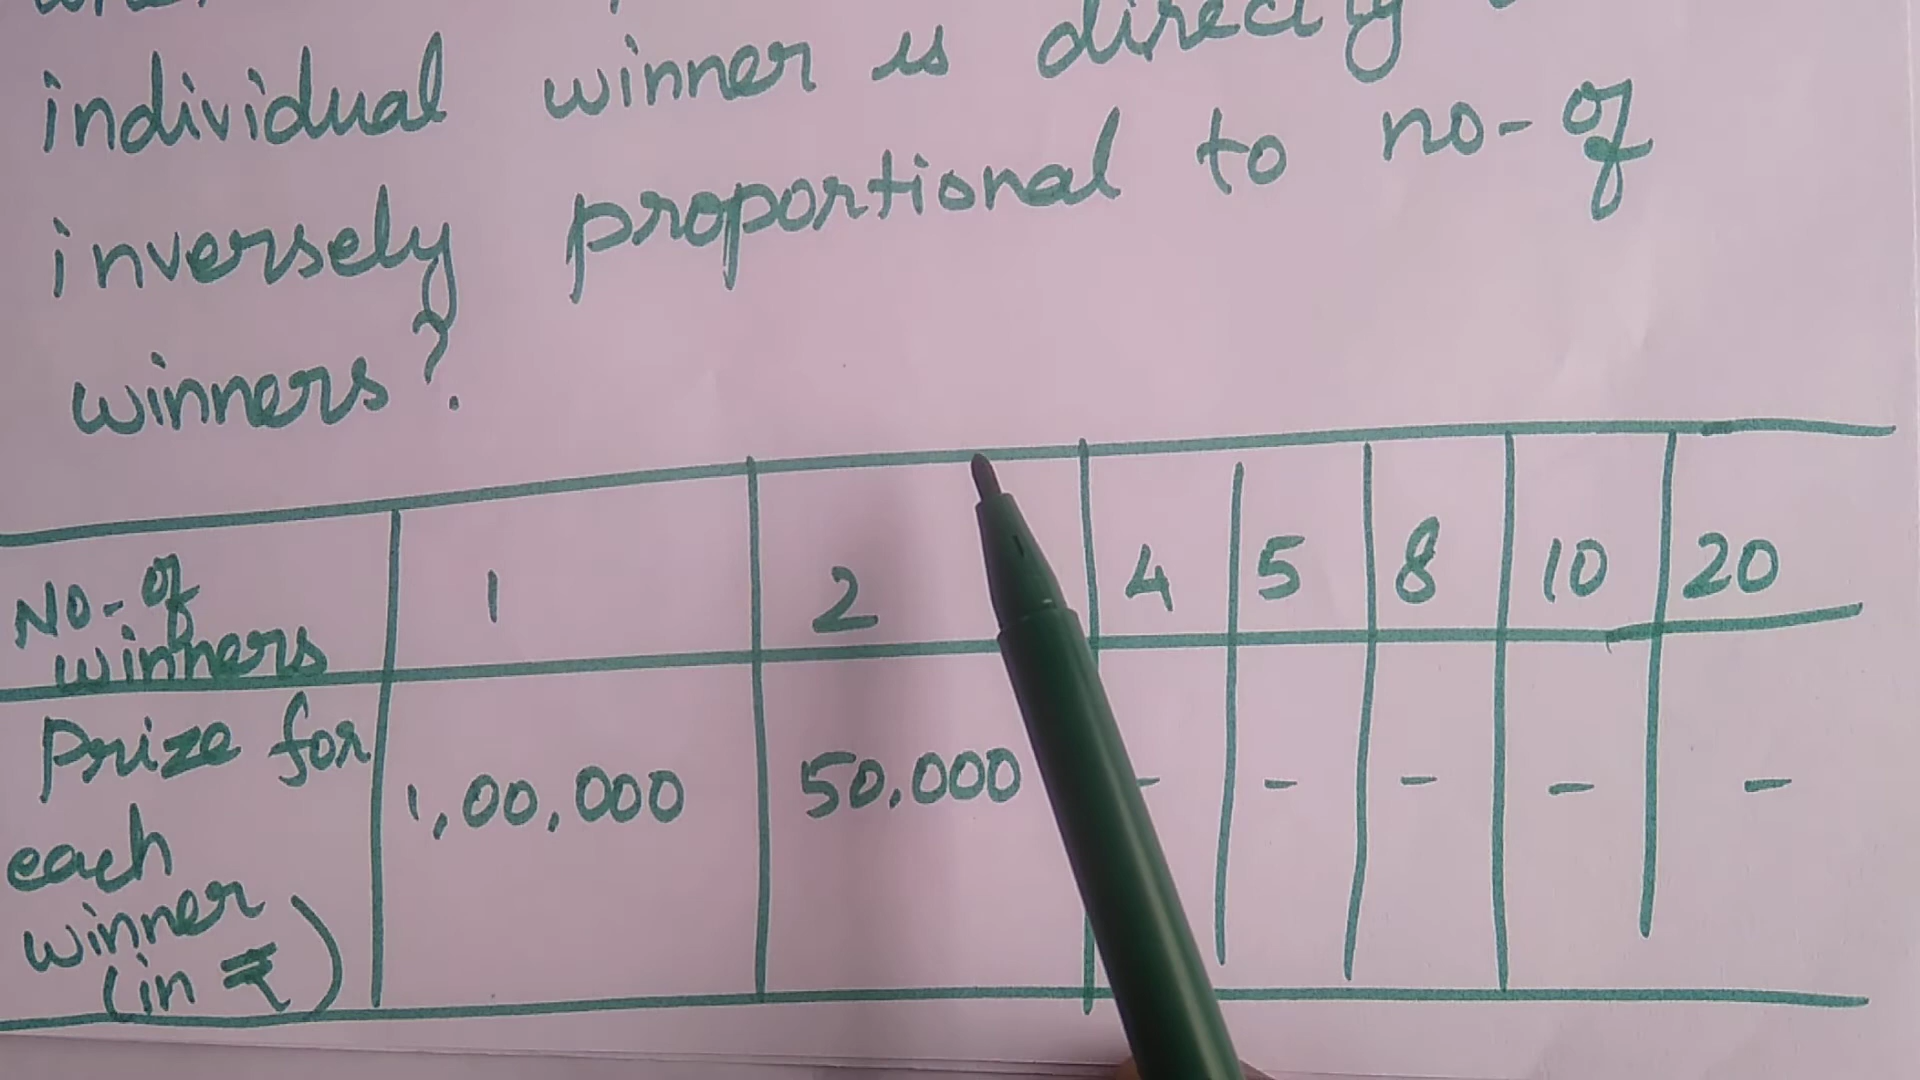 individual winner is directly
inversely proportional to no-of
winners?
No-of winners 1 2 4 5 8 10 20
Prize for each winner (in ₹) 1,00,000 50,000 - - - - -